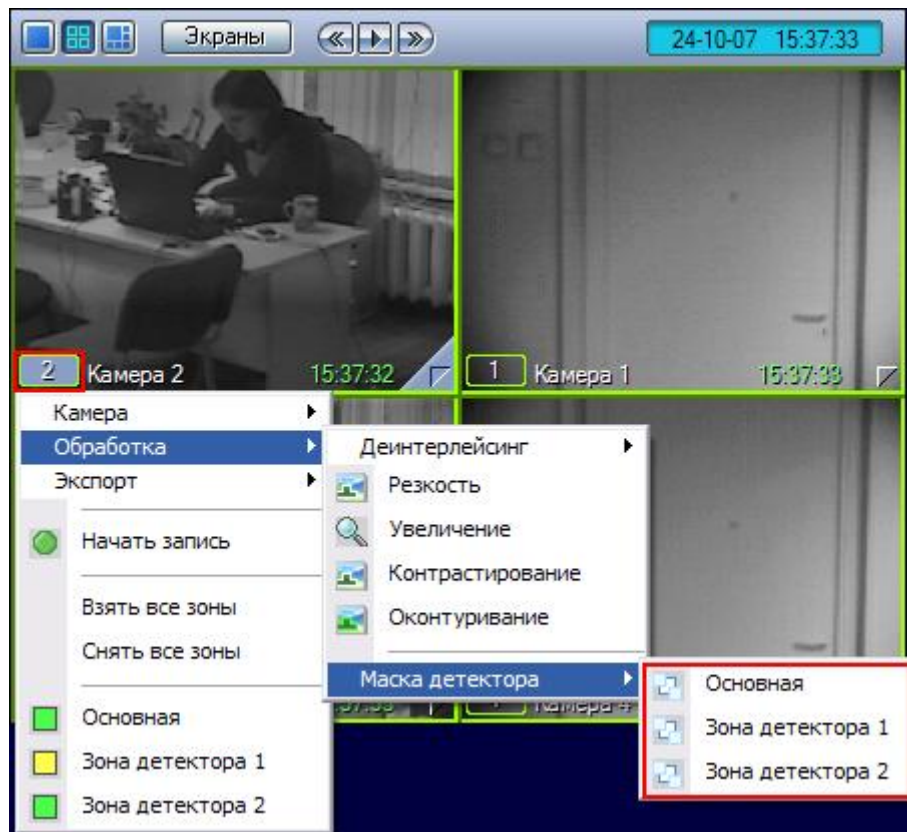 Экраны
24-10-07 15:37:33
2 Камера 2 15:37:32
1 Камера 1 15:37:33
Камера
Обработка
Экспорт
Начать запись
Взять все зоны
Снять все зоны
Основная
Зона детектора 1
Зона детектора 2
Деинтерлейсинг
Резкость
Увеличение
Контрастирование
Оконтуривание
Маска детектора
Основная
Зона детектора 1
Зона детектора 2
Камера 4